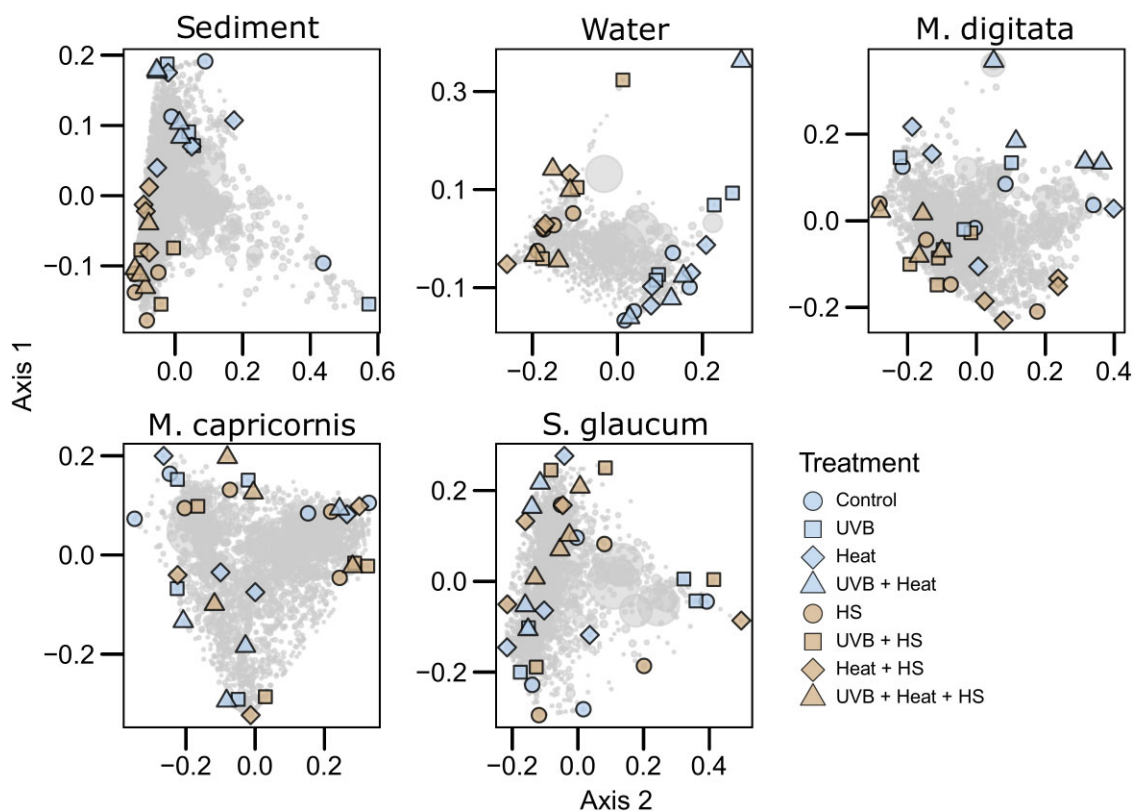 Sediment
Water
M. digitata
0.2
0.1
0.0
−0.1
0.0
0.2
0.4
0.6
0.3
0.1
−0.1
−0.2
0.0
0.2
0.2
0.0
−0.2
−0.2
0.0
0.2
0.4
Axis 1
M. capricornis
S. glaucum
0.2
0.0
−0.2
−0.2
0.0
0.2
0.2
0.0
−0.2
−0.2
0.0
0.2
0.4
Axis 2
Treatment
Control
UVB
Heat
UVB + Heat
HS
UVB + HS
Heat + HS
UVB + Heat + HS